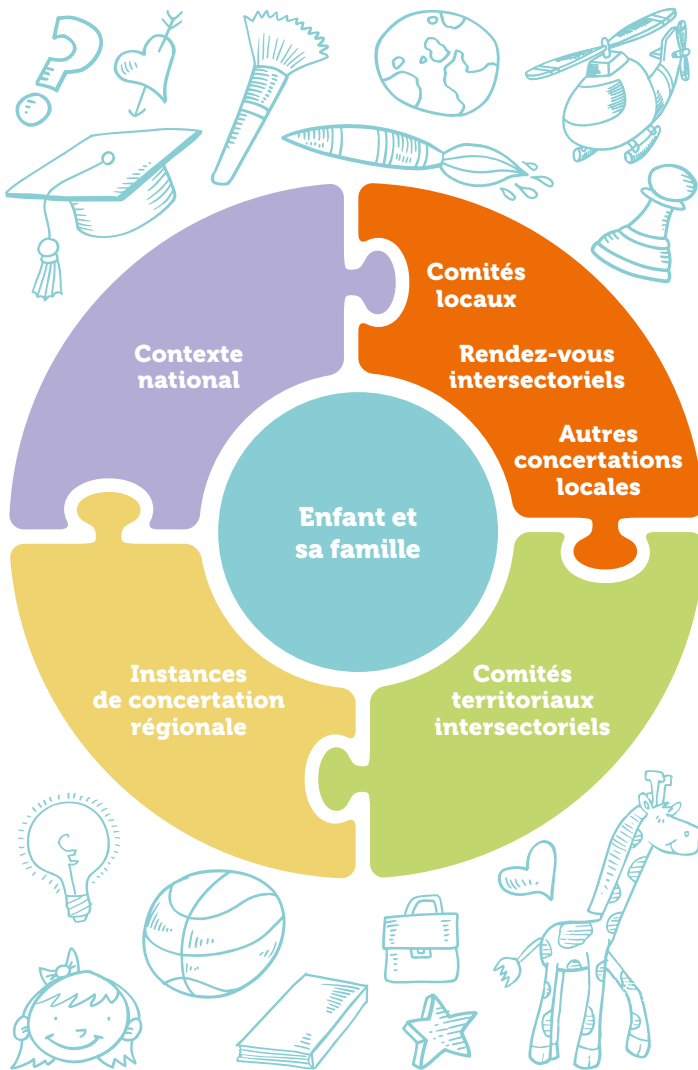 Contexte
national
Comités
locaux
Rendez-vous
intersectoriels
Autres
concertations
locales
Enfant et
sa famille
Instances
de concertation
régionale
Comités
territoriaux
intersectoriels